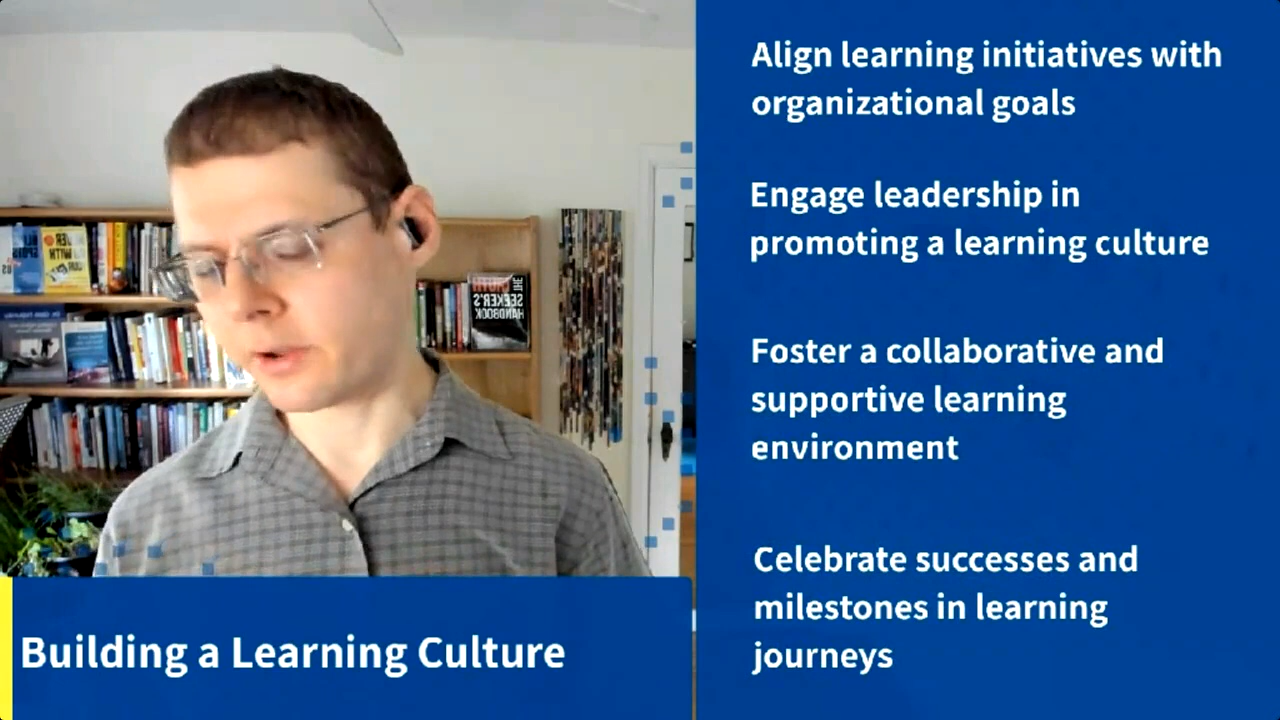 Align learning initiatives with
organizational goals
Engage leadership in
promoting a learning culture
Foster a collaborative and
supportive learning
environment
Celebrate successes and
milestones in learning
journeys
Building a Learning Culture
THE
SEEKER'S
HANDBOOK